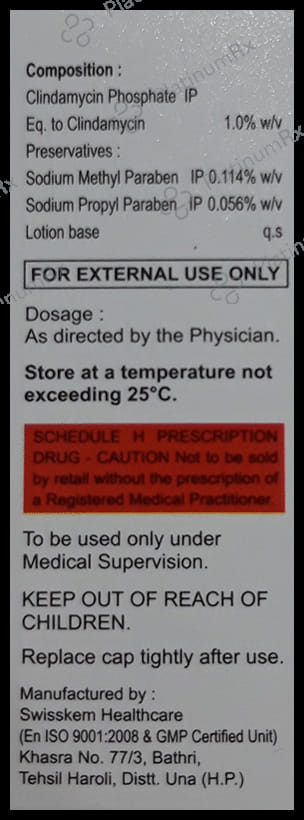 Composition :
Clindamycin Phosphate IP
Eq. to Clindamycin 1.0% w/v
Preservatives :
Sodium Methyl Paraben IP 0.114% w/v
Sodium Propyl Paraben IP 0.056% w/v
Lotion base q.s
FOR EXTERNAL USE ONLY
Dosage :
As directed by the Physician.
Store at a temperature not
exceeding 25°C.
SCHEDULE H PRESCRIPTION
DRUG - CAUTION Not to be sold
by retail without the prescription of
a Registered Medical Practitioner.
To be used only under
Medical Supervision.
KEEP OUT OF REACH OF
CHILDREN.
Replace cap tightly after use.
Manufactured by :
Swisskem Healthcare
(En ISO 9001:2008 & GMP Certified Unit)
Khasra No. 77/3, Bathri,
Tehsil Haroli, Distt. Una (H.P.)